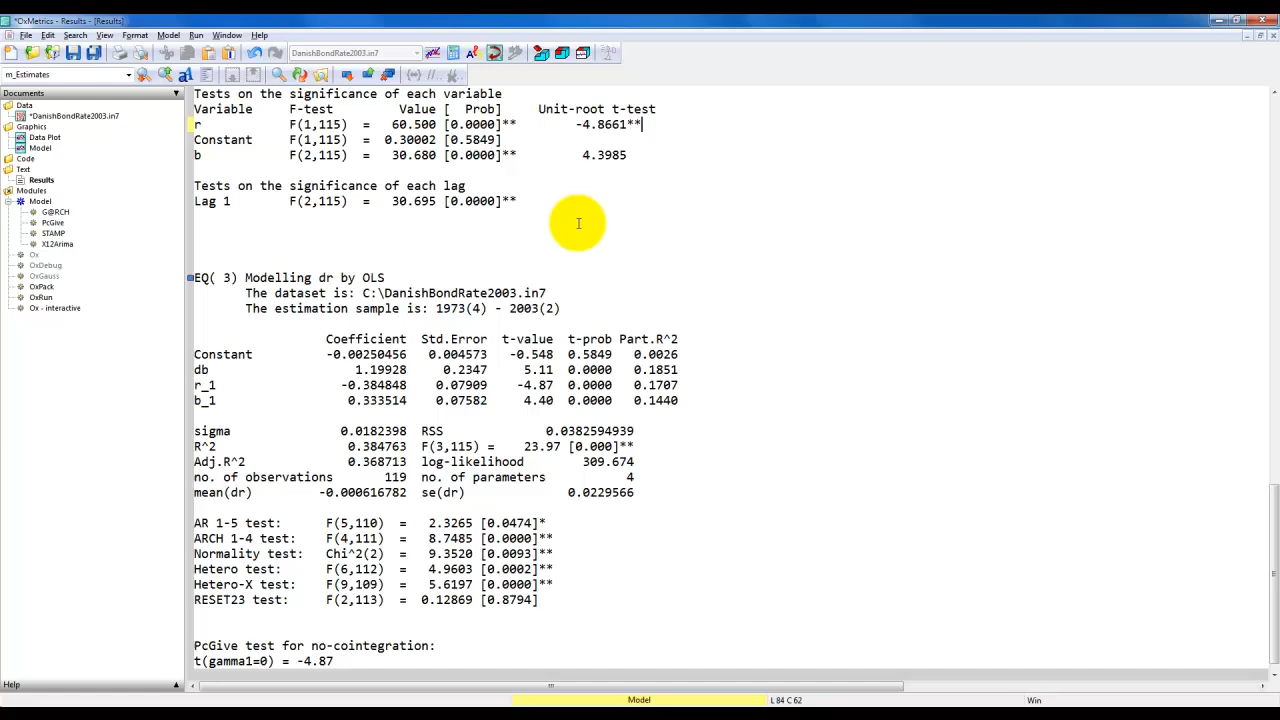 *OxMetrics - Results - [Results]
File Edit Search View Format Model Run Window Help
DanishBondRate2003.in7
m_Estimates
Documents
Data
*DanishBondRate2003.in7
Graphics
Data Plot
Model
Code
Text
Results
Modules
Model
G@RCH
PcGive
STAMP
X12Arima
Ox
OxDebug
OxGauss
OxPack
OxRun
Ox - interactive
Help
Tests on the significance of each variable
Variable F-test Value [ Prob] Unit-root t-test
r F(1,115) = 60.500 [0.0000]** -4.8661**
Constant F(1,115) = 0.30002 [0.5849]
b F(2,115) = 30.680 [0.0000]** 4.3985
Tests on the significance of each lag
Lag 1 F(2,115) = 30.695 [0.0000]**
EQ( 3) Modelling dr by OLS
The dataset is: C:\DanishBondRate2003.in7
The estimation sample is: 1973(4) - 2003(2)
Coefficient Std.Error t-value t-prob Part.R^2
Constant -0.00250456 0.004573 -0.548 0.5849 0.0026
db 1.19928 0.2347 5.11 0.0000 0.1851
r_1 -0.384848 0.07909 -4.87 0.0000 0.1707
b_1 0.333514 0.07582 4.40 0.0000 0.1440
sigma 0.0182398 RSS 0.0382594939
R^2 0.384763 F(3,115) = 23.97 [0.000]**
Adj.R^2 0.368713 log-likelihood 309.674
no. of observations 119 no. of parameters 4
mean(dr) -0.000616782 se(dr) 0.0229566
AR 1-5 test: F(5,110) = 2.3265 [0.0474]*
ARCH 1-4 test: F(4,111) = 8.7485 [0.0000]**
Normality test: Chi^2(2) = 9.3520 [0.0093]**
Hetero test: F(6,112) = 4.9603 [0.0002]**
Hetero-X test: F(9,109) = 5.6197 [0.0000]**
RESET23 test: F(2,113) = 0.12869 [0.8794]
PcGive test for no-cointegration:
t(gamma1=0) = -4.87
Model L 84 C 62 Win